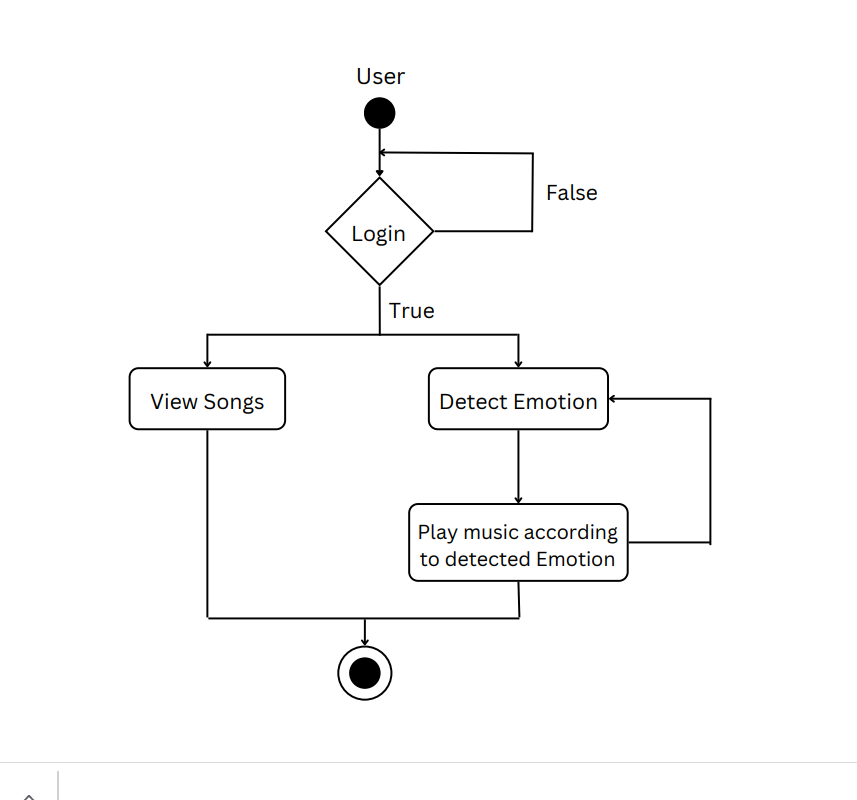 User
False
Login
True
View Songs
Detect Emotion
Play music according
to detected Emotion